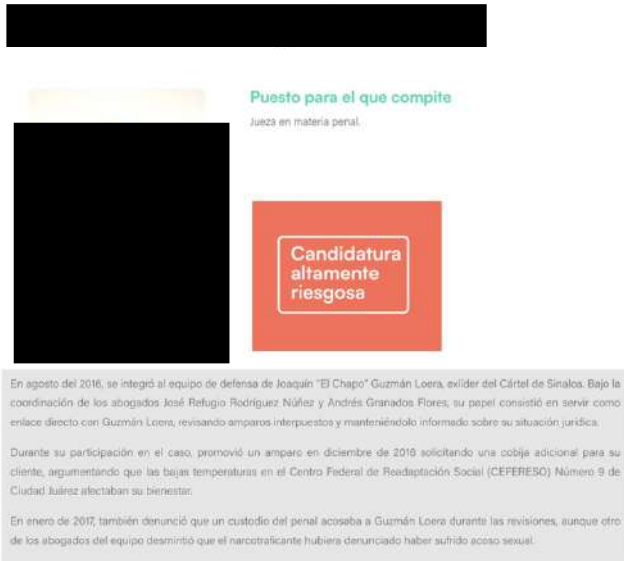 Puesto para el que compite
Jueza en materia penal.
Candidatura
altamente
riesgosa
En agosto del 2016, se integró al equipo de defensa de Joaquín "El Chapo" Guzmán Loera, exlíder del Cártel de Sinaloa. Bajo la
coordinación de los abogados José Refugio Rodríguez Núñez y Andrés Granados Flores, su papel consistió en servir como
enlace directo con Guzmán Loera, revisando amparos interpuestos y manteniéndolo informado sobre su situación jurídica.
Durante su participación en el caso, promovió un amparo en diciembre de 2016 solicitando una cobija adicional para su
cliente, argumentando que las bajas temperaturas en el Centro Federal de Readaptación Social (CEFERESO) Número 9 de
Ciudad Juárez afectaban su bienestar.
En enero de 2017, también denunció que un custodio del penal acosaba a Guzmán Loera durante las revisiones, aunque otro
de los abogados del equipo desmintió que el narcotraficante hubiera denunciado haber sufrido acoso sexual.